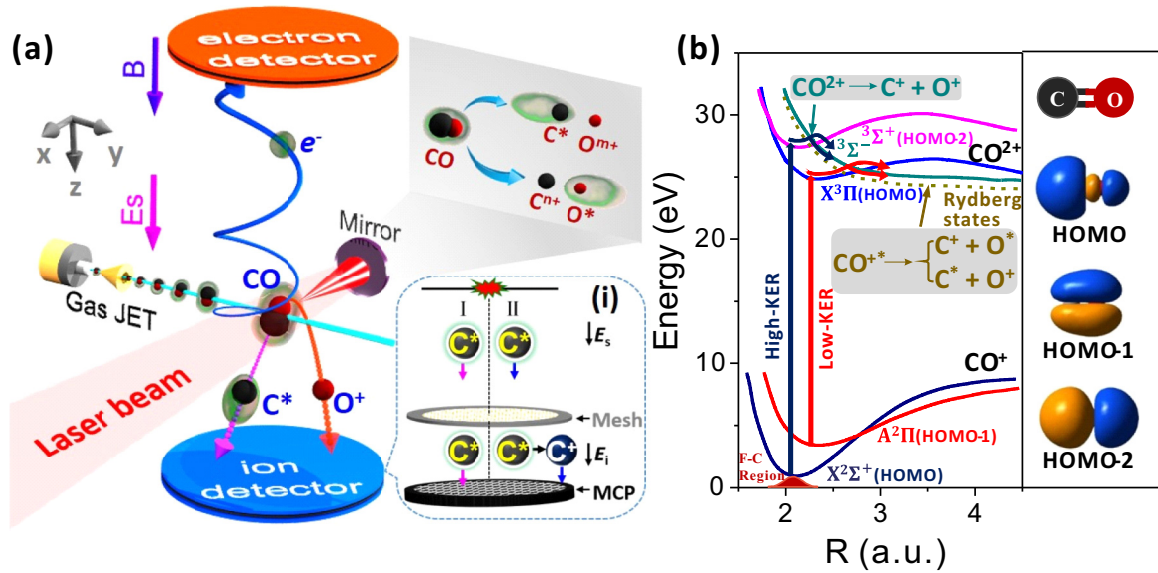 (a)
electron
detector
B
x
y
z
e-
Es
Mirror
CO
Gas JET
Laser beam
C*
O+
ion
detector
CO
C*
Om+
Cn+
O*
(i)
I
II
C*
C*
↓Es
Mesh
C*
C*
C+
↓Ei
MCP
(b)
Energy (eV)
30
20
10
0
CO2+ → C+ + O+
3Σ+(HOMO-2)
3Σ−
CO2+
X3Π(HOMO)
Rydberg
states
CO+* → { C+ + O*
C* + O+
High-KER
Low-KER
CO+
A2Π(HOMO-1)
F-C
Region
X2Σ+(HOMO)
2
3
4
R (a.u.)
C
O
HOMO
HOMO-1
HOMO-2